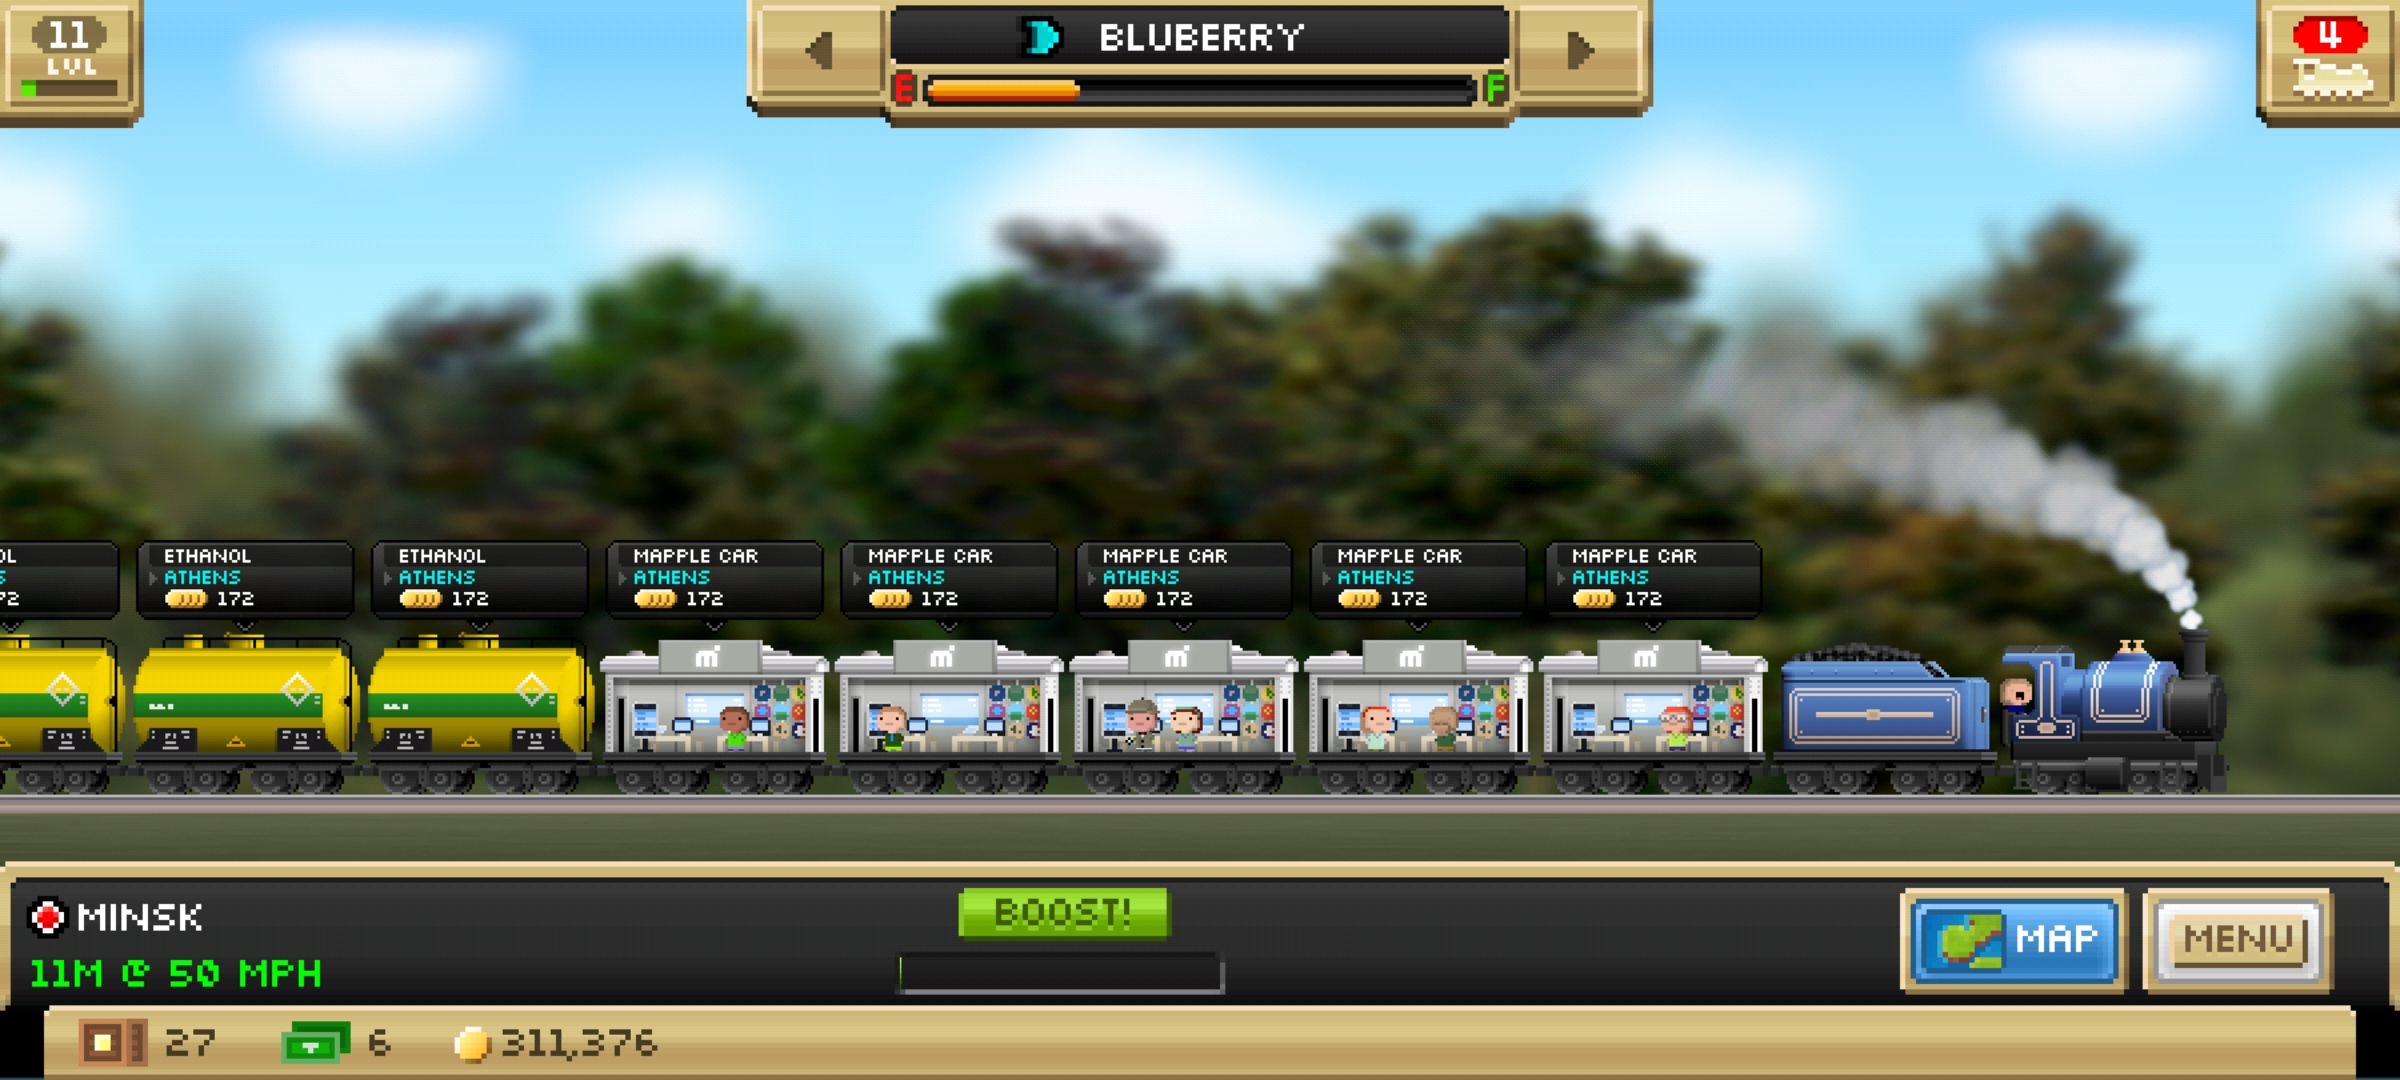 11
LVL
BLUBERRY
E
F
4
OL
ETHANOL
ATHENS
172
ETHANOL
ATHENS
172
MAPPLE CAR
ATHENS
172
MAPPLE CAR
ATHENS
172
MAPPLE CAR
ATHENS
172
MAPPLE CAR
ATHENS
172
MAPPLE CAR
ATHENS
172
S
72
m
m
m
m
m
MINSK
11M @ 50 MPH
BOOST!
MAP
MENU
27
6
311,376